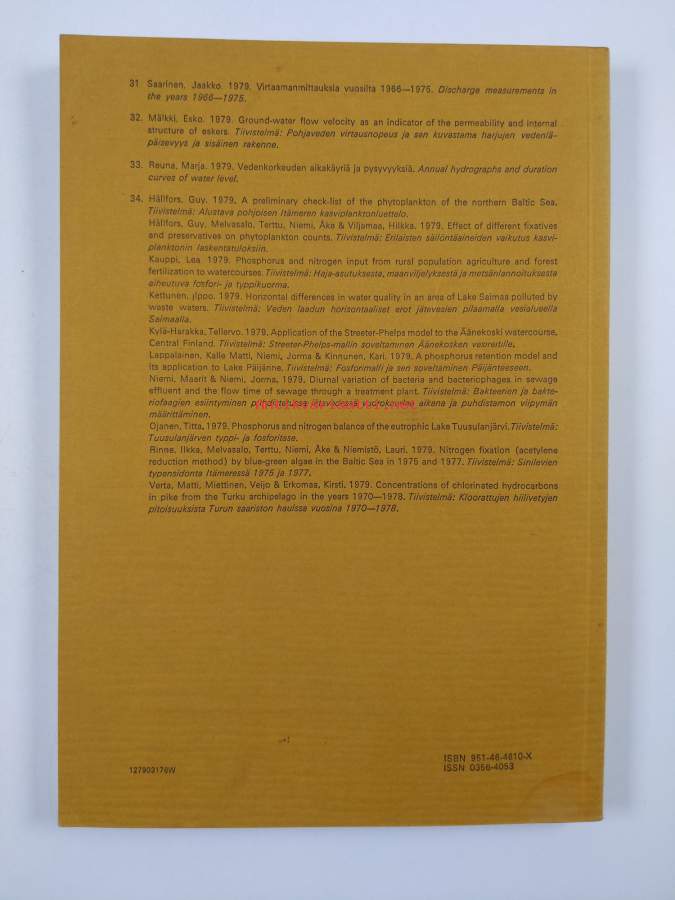 31. Saarinen, Jaakko. 1979. Virtaamanmittauksia vuosilta 1966—1975. Discharge measurements in
the years 1966—1975.
32. Mälkki, Esko. 1979. Ground-water flow velocity as an indicator of the permeability and internal
structure of eskers. Tiivistelmä: Pohjaveden virtausnopeus ja sen kuvastama harjujen vedenlä-
päisevyys ja sisäinen rakenne.
33. Reuna, Marja. 1979. Vedenkorkeuden aikakäyriä ja pysyvyyksiä. Annual hydrographs and duration
curves of water level.
34. Hällfors, Guy. 1979. A preliminary check-list of the phytoplankton of the northern Baltic Sea.
Tiivistelmä: Alustava pohjoisen Itämeren kasviplanktonluettelo.
Hällfors, Guy, Melvasalo, Terttu, Niemi, Åke & Viljamaa, Hilkka. 1979. Effect of different fixatives
and preservatives on phytoplankton counts. Tiivistelmä: Erilaisten säilöntäaineiden vaikutus kasvi-
planktonin laskentatuloksiin.
Kauppi, Lea 1979. Phosphorus and nitrogen input from rural population agriculture and forest
fertilization to watercourses. Tiivistelmä: Haja-asutuksesta, maanviljelyksestä ja metsänlannoituksesta
aiheutuva fosfori- ja typpikuorma.
Kettunen, Ilppo. 1979. Horizontal differences in water quality in an area of Lake Saimaa polluted by
waste waters. Tiivistelmä: Veden laadun horisontaaliset erot jätevesien pilaamalla vesialueella
Saimaalla.
Kylä-Harakka, Tellervo. 1979. Application of the Streeter-Phelps model to the Äänekoski watercourse,
Central Finland. Tiivistelmä: Streeter-Phelps-mallin soveltaminen Äänekosken vesireitille.
Lappalainen, Kalle Matti, Niemi, Jorma & Kinnunen, Kari. 1979. A phosphorus retention model and
its application to Lake Päijänne. Tiivistelmä: Fosforimalli ja sen soveltaminen Päijänteeseen.
Niemi, Maarit & Niemi, Jorma, 1979. Diurnal variation of bacteria and bacteriophages in sewage
effluent and the flow time of sewage through a treatment plant. Tiivistelmä: Bakteerien ja bakte-
riofaagien esiintyminen puhdistetussa jätevedessä vuorokauden aikana ja puhdistamon viipymän
määrittäminen.
Ojanen, Titta. 1979. Phosphorus and nitrogen balance of the eutrophic Lake Tuusulanjärvi. Tiivistelmä:
Tuusulanjärven typpi- ja fosforitase.
Rinne, Ilkka, Melvasalo, Terttu, Niemi, Åke & Niemistö, Lauri. 1979. Nitrogen fixation (acetylene
reduction method) by blue-green algae in the Baltic Sea in 1975 and 1977. Tiivistelmä: Sinilevien
typensidonta Itämeressä 1975 ja 1977.
Verta, Matti, Miettinen, Veijo & Erkomaa, Kirsti. 1979. Concentrations of chlorinated hydrocarbons
in pike from the Turku archipelago in the years 1970—1978. Tiivistelmä: Kloorattujen hiilivetyjen
pitoisuuksista Turun saariston hauissa vuosina 1970—1978.
ISBN 951-46-4610-X
127903176W
ISSN 0355-4053